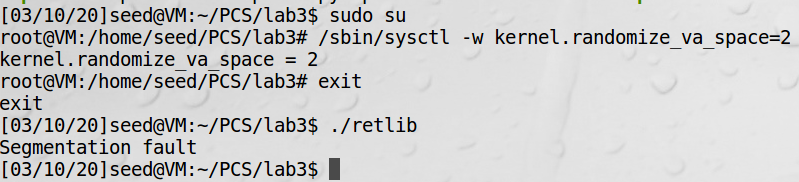 [03/10/20]seed@VM:~/PCS/lab3$ sudo su
root@VM:/home/seed/PCS/lab3# /sbin/sysctl -w kernel.randomize_va_space=2
kernel.randomize_va_space = 2
root@VM:/home/seed/PCS/lab3# exit
exit
[03/10/20]seed@VM:~/PCS/lab3$ ./retlib
Segmentation fault
[03/10/20]seed@VM:~/PCS/lab3$